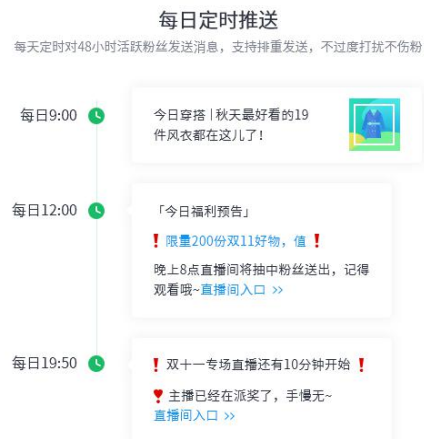 每日定时推送
每天定时对48小时活跃粉丝发送消息，支持排重发送，不过度打扰不伤粉
每日9:00
今日穿搭 | 秋天最好看的19
件风衣都在这儿了！
每日12:00
「今日福利预告」
❗限量200份双11好物，值❗
晚上8点直播间将抽中粉丝送出，记得
观看哦~直播间入口 >>
每日19:50
❗双十一专场直播还有10分钟开始❗
主播已经在派奖了，手慢无~
直播间入口 >>